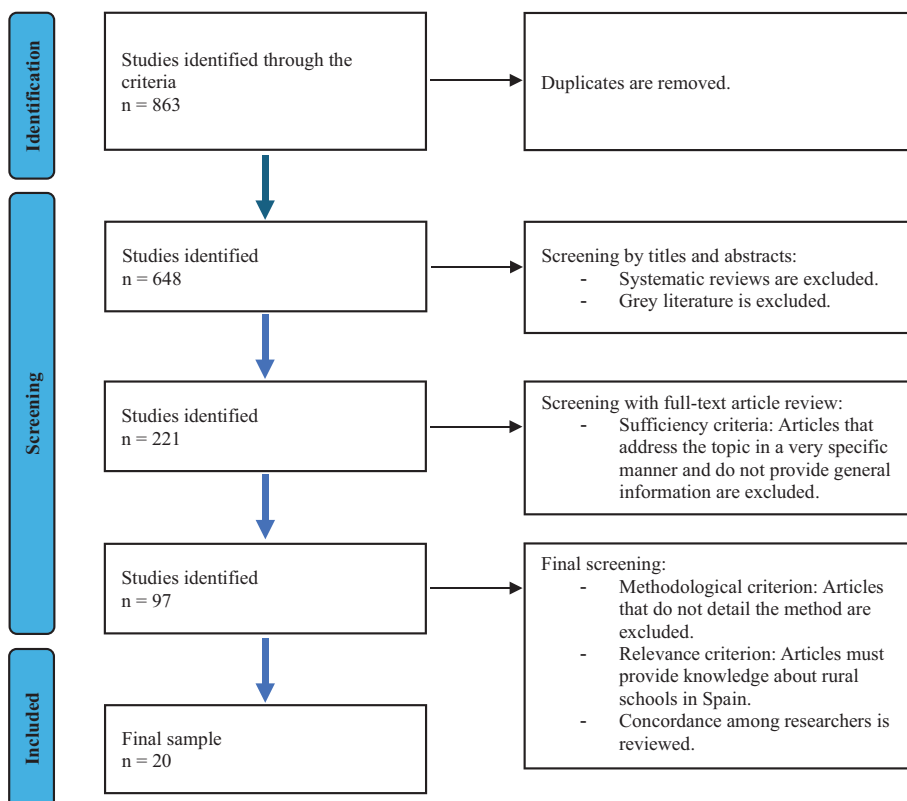 Identification
Studies identified through the
criteria
n = 863
Duplicates are removed.
Screening
Studies identified
n = 648
Screening by titles and abstracts:
- Systematic reviews are excluded.
- Grey literature is excluded.
Studies identified
n = 221
Screening with full-text article review:
- Sufficiency criteria: Articles that
address the topic in a very specific
manner and do not provide general
information are excluded.
Studies identified
n = 97
Final screening:
- Methodological criterion: Articles
that do not detail the method are
excluded.
- Relevance criterion: Articles must
provide knowledge about rural
schools in Spain.
- Concordance among researchers is
reviewed.
Included
Final sample
n = 20